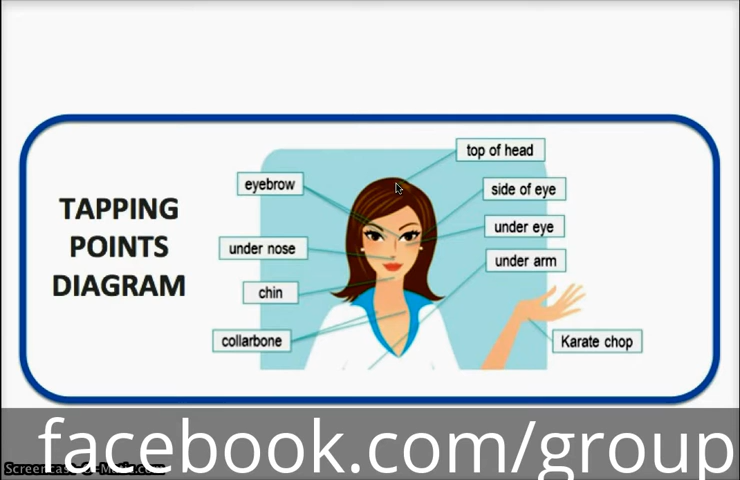 TAPPING
POINTS
DIAGRAM
top of head
eyebrow
side of eye
under eye
under nose
under arm
chin
collarbone
Karate chop
facebook.com/group